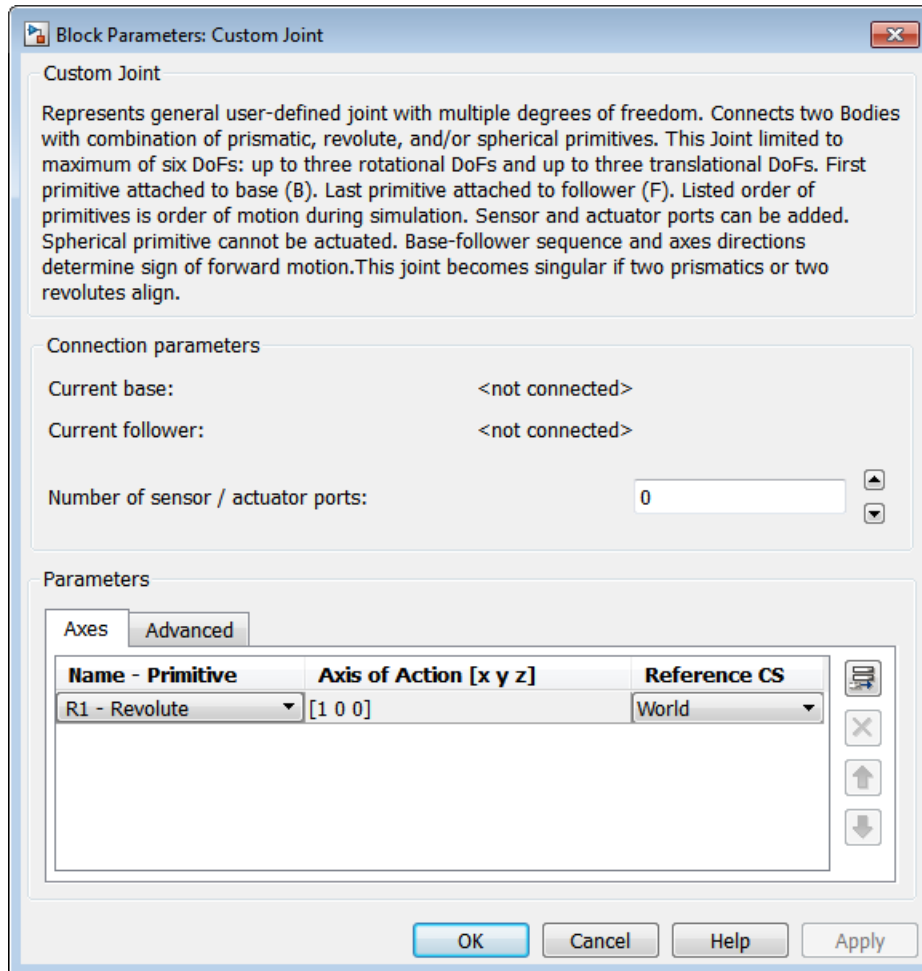 Block Parameters: Custom Joint
Custom Joint
Represents general user-defined joint with multiple degrees of freedom. Connects two Bodies
with combination of prismatic, revolute, and/or spherical primitives. This Joint limited to
maximum of six DoFs: up to three rotational DoFs and up to three translational DoFs. First
primitive attached to base (B). Last primitive attached to follower (F). Listed order of
primitives is order of motion during simulation. Sensor and actuator ports can be added.
Spherical primitive cannot be actuated. Base-follower sequence and axes directions
determine sign of forward motion.This joint becomes singular if two prismatics or two
revolutes align.
Connection parameters
Current base: <not connected>
Current follower: <not connected>
Number of sensor / actuator ports: 0
Parameters
Axes Advanced
Name - Primitive Axis of Action [x y z] Reference CS
R1 - Revolute [1 0 0] World
OK Cancel Help Apply